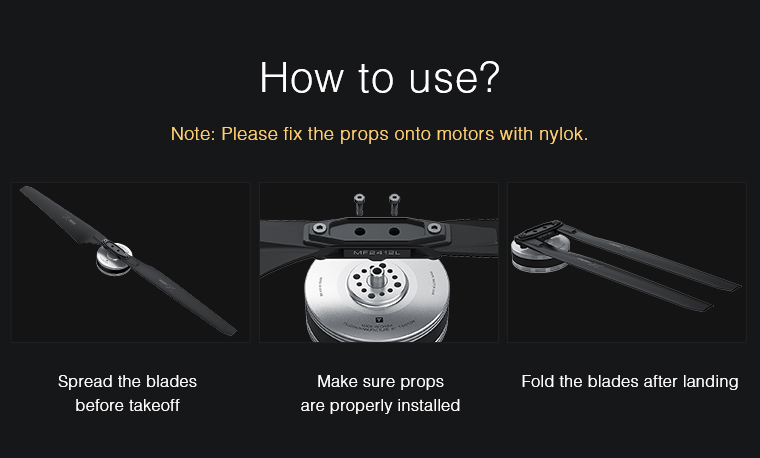 How to use?
Note: Please fix the props onto motors with nylok.
MF2412L
Spread the blades
before takeoff
Make sure props
are properly installed
Fold the blades after landing